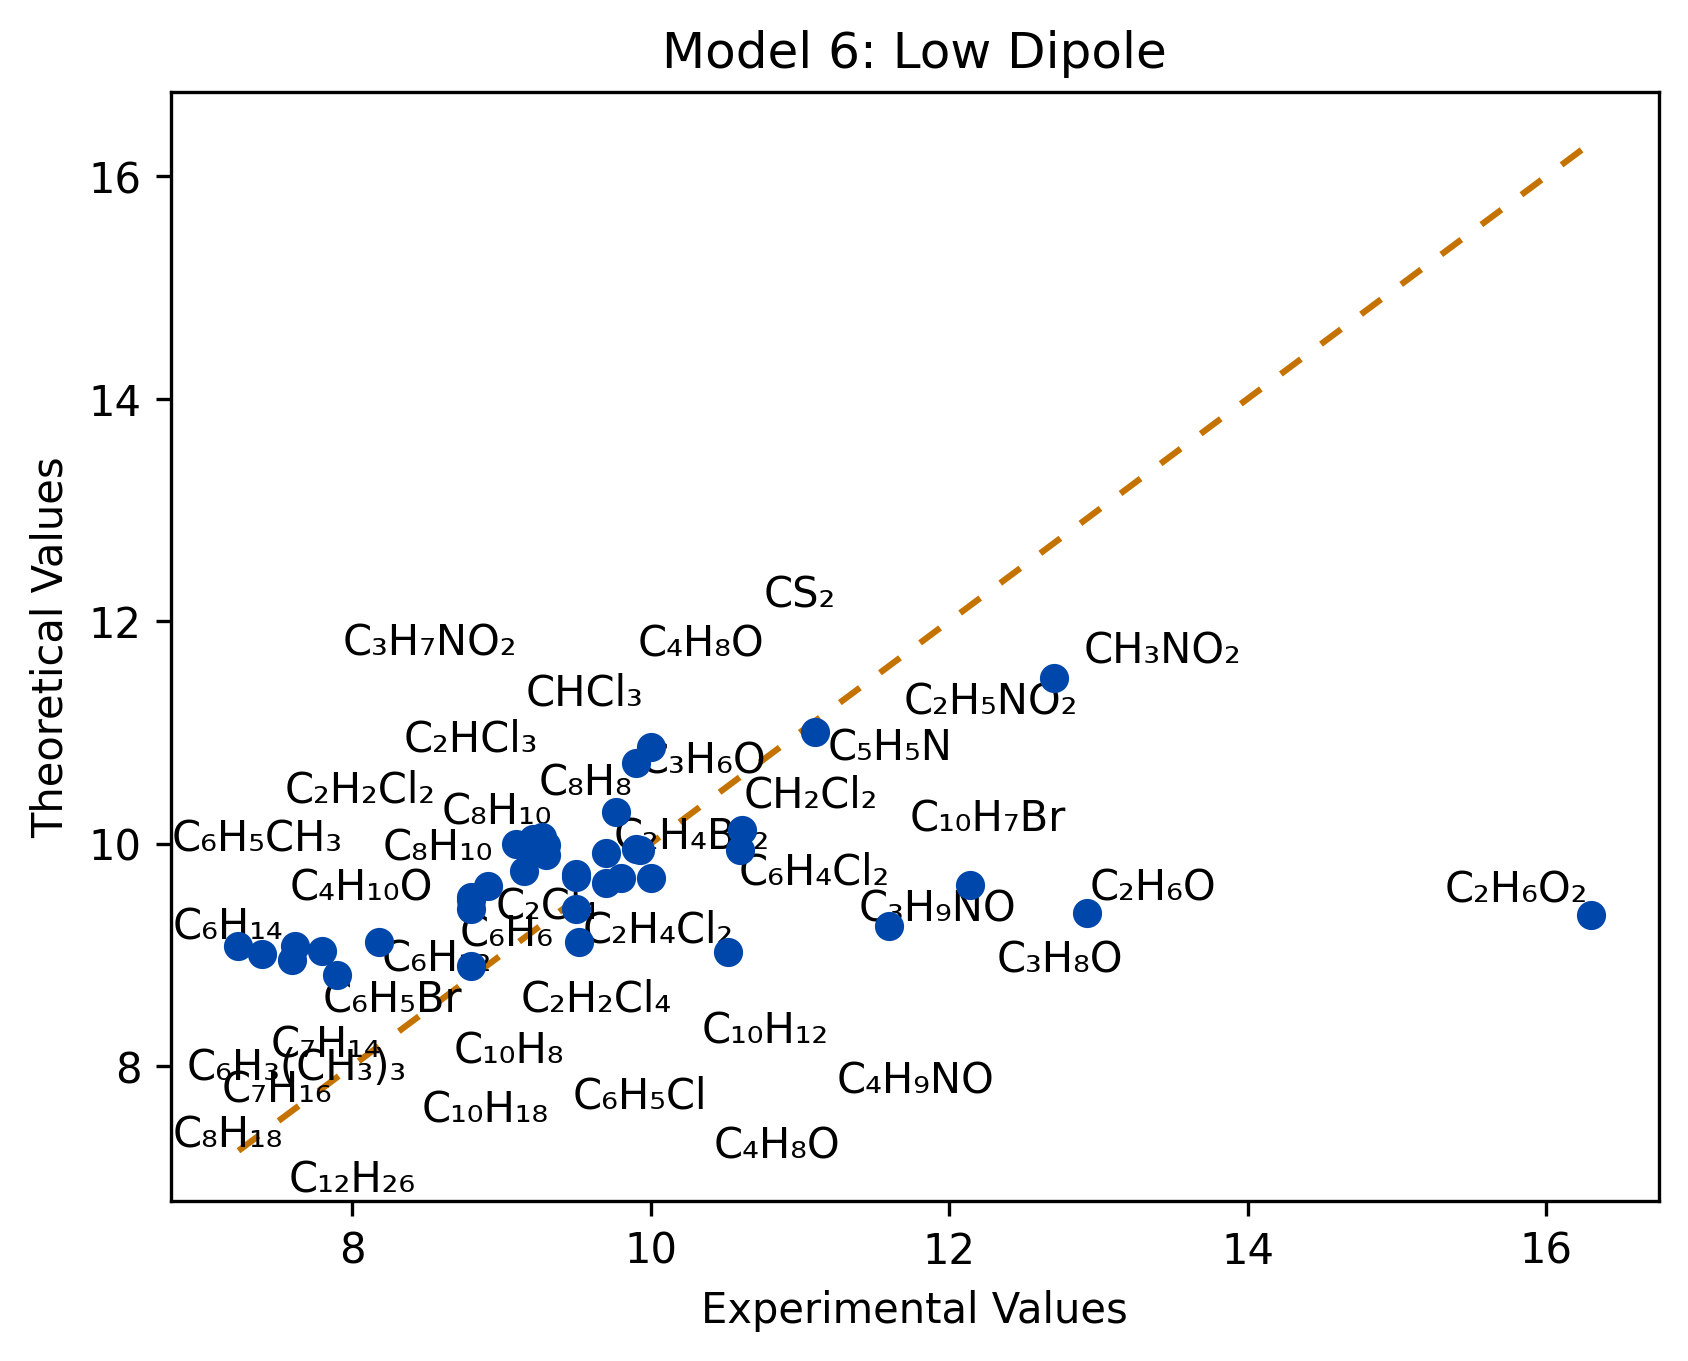 Model 6: Low Dipole
16
14
12
10
8
Theoretical Values
CS₂
C₃H₇NO₂
C₄H₈O
CH₃NO₂
CHCl₃
C₂H₅NO₂
C₂HCl₃
C₅H₅N
C₃H₆O
C₈H₈
C₂H₂Cl₂
CH₂Cl₂
C₈H₁₀
C₁₀H₇Br
C₆H₅CH₃
C₈H₁₀
C₂H₄Br₂
C₆H₄Cl₂
C₄H₁₀O
C₂H₆O
C₂H₆O₂
C₂Cl₄
C₃H₉NO
C₆H₁₄
C₆H₆
C₂H₄Cl₂
C₆H₁₂
C₃H₈O
C₆H₅Br
C₂H₂Cl₄
C₁₀H₁₂
C₇H₁₄
C₁₀H₈
C₆H₃(CH₃)₃
C₄H₉NO
C₇H₁₆
C₆H₅Cl
C₁₀H₁₈
C₈H₁₈
C₄H₈O
C₁₂H₂₆
8 10 12 14 16
Experimental Values